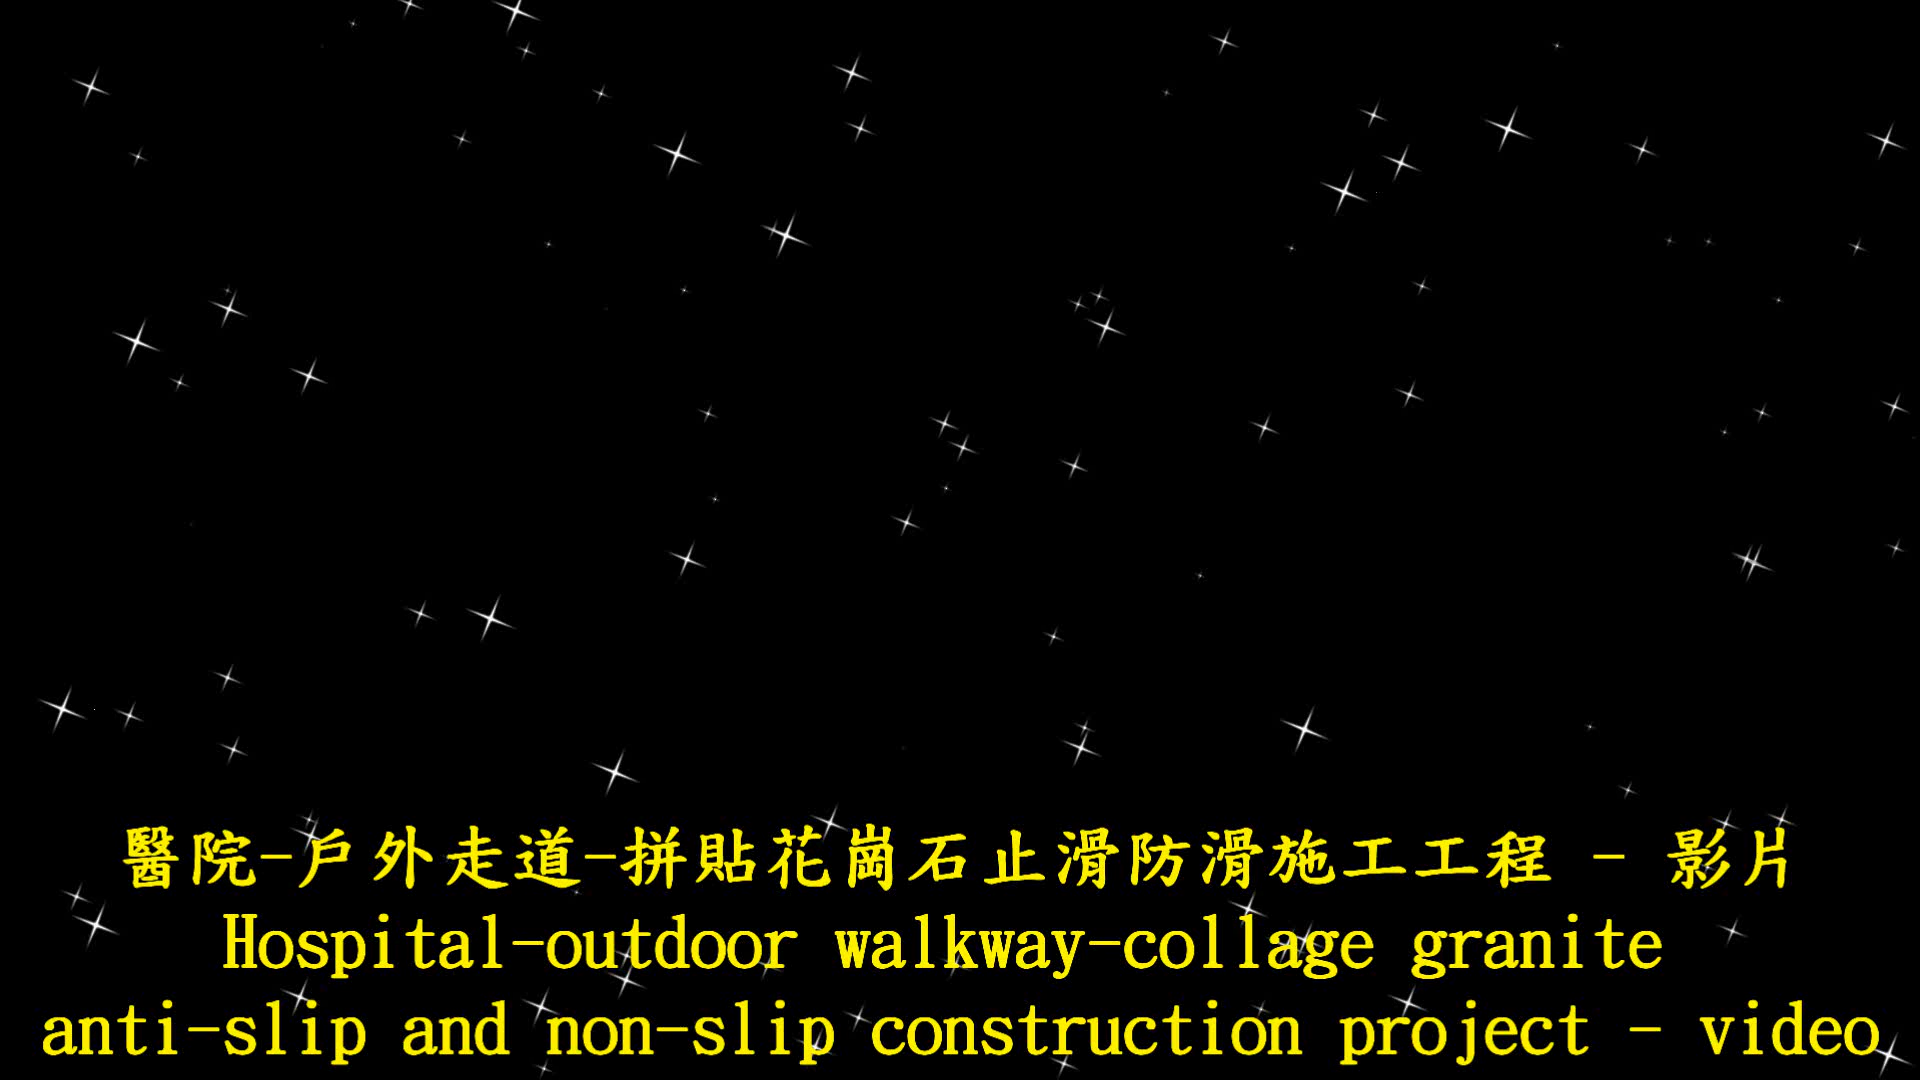 醫院-戶外走道-拼貼花崗石止滑防滑施工工程 - 影片
Hospital-outdoor walkway-collage granite
anti-slip and non-slip construction project - video